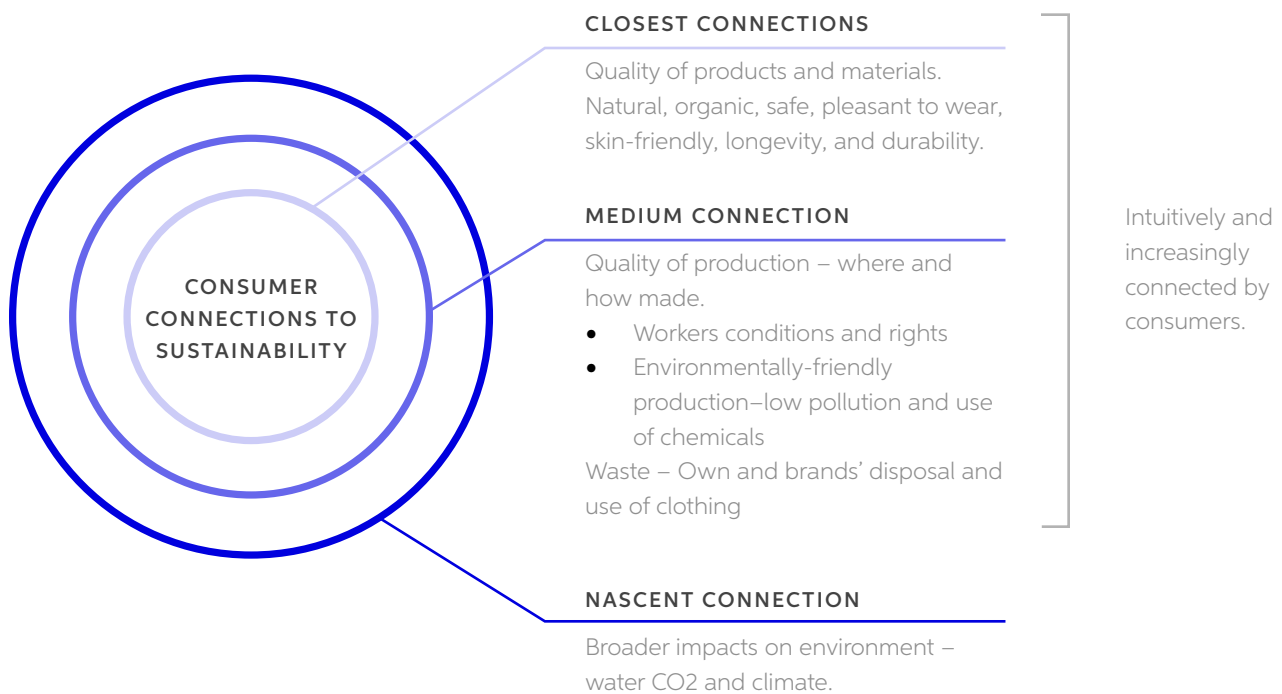 CONSUMER
CONNECTIONS TO
SUSTAINABILITY
CLOSEST CONNECTIONS
Quality of products and materials.
Natural, organic, safe, pleasant to wear,
skin-friendly, longevity, and durability.
MEDIUM CONNECTION
Quality of production – where and
how made.
• Workers conditions and rights
• Environmentally-friendly
production–low pollution and use
of chemicals
Waste – Own and brands’ disposal and
use of clothing
Intuitively and
increasingly
connected by
consumers.
NASCENT CONNECTION
Broader impacts on environment –
water CO2 and climate.